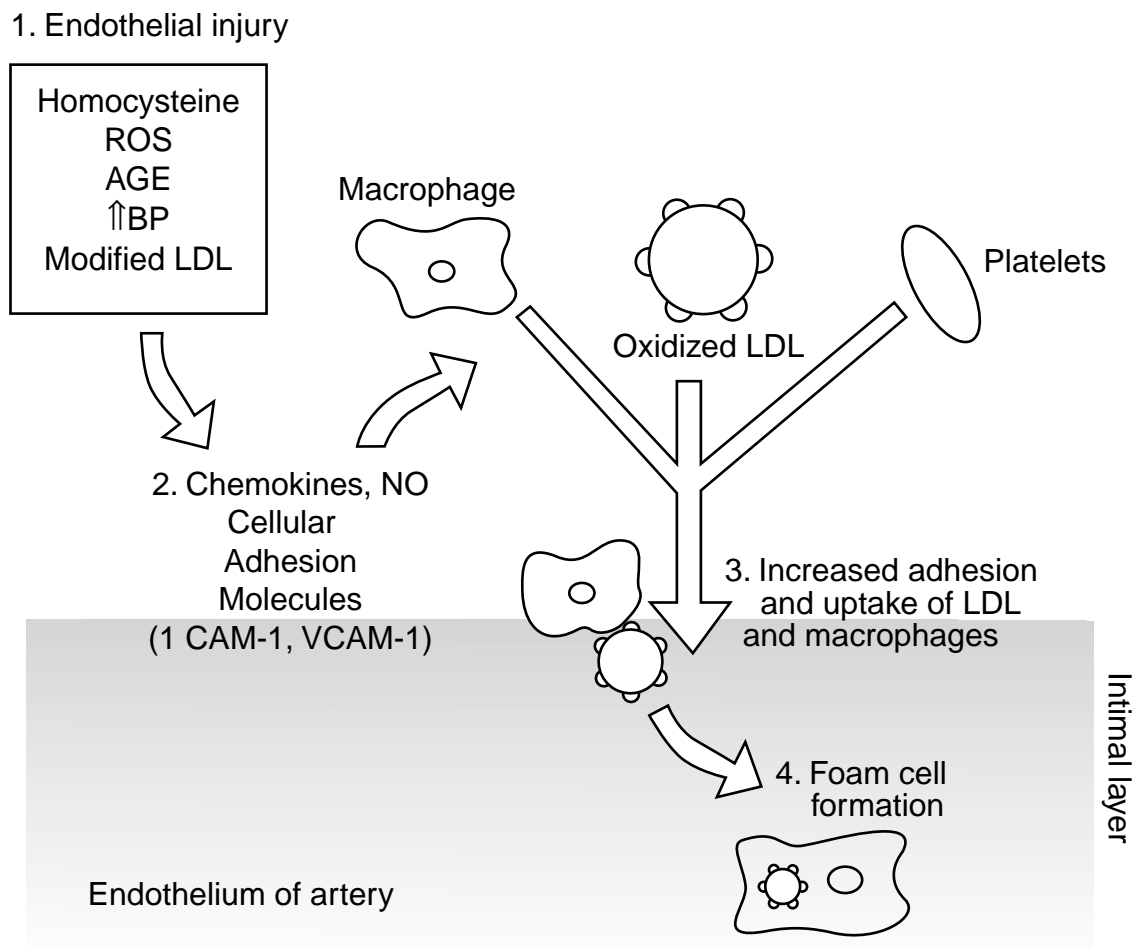 1. Endothelial injury
Homocysteine
ROS
AGE
⇑BP
Modified LDL
Macrophage
Oxidized LDL
Platelets
2. Chemokines, NO
Cellular
Adhesion
Molecules
(1 CAM-1, VCAM-1)
3. Increased adhesion
and uptake of LDL
and macrophages
4. Foam cell
formation
Intimal layer
Endothelium of artery